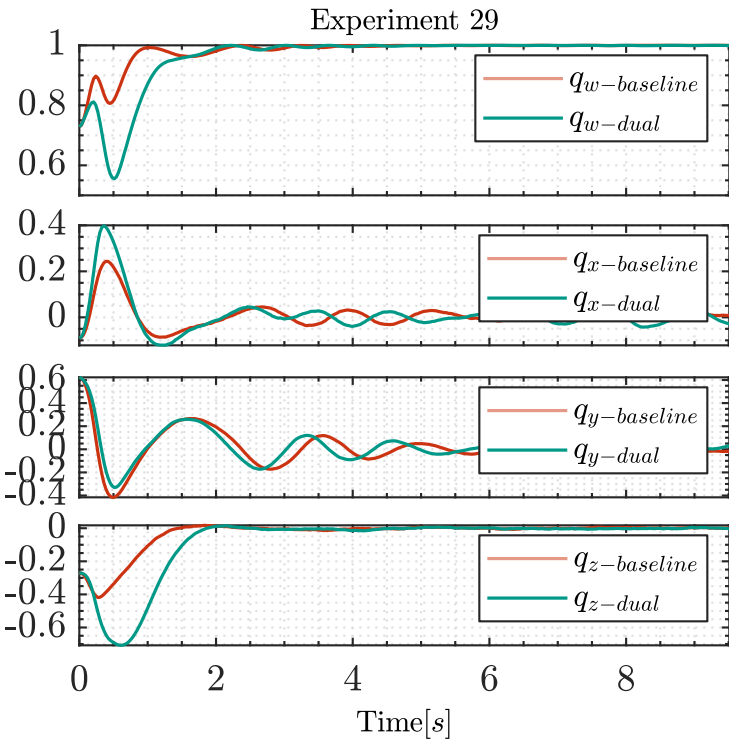 Experiment 29
1
0.8
0.6
q_{w-baseline}
q_{w-dual}
0.4
0.2
0
q_{x-baseline}
q_{x-dual}
0.6
0.4
0.2
0
-0.2
-0.4
q_{y-baseline}
q_{y-dual}
0
-0.2
-0.4
-0.6
q_{z-baseline}
q_{z-dual}
0 2 4 6 8
Time[s]